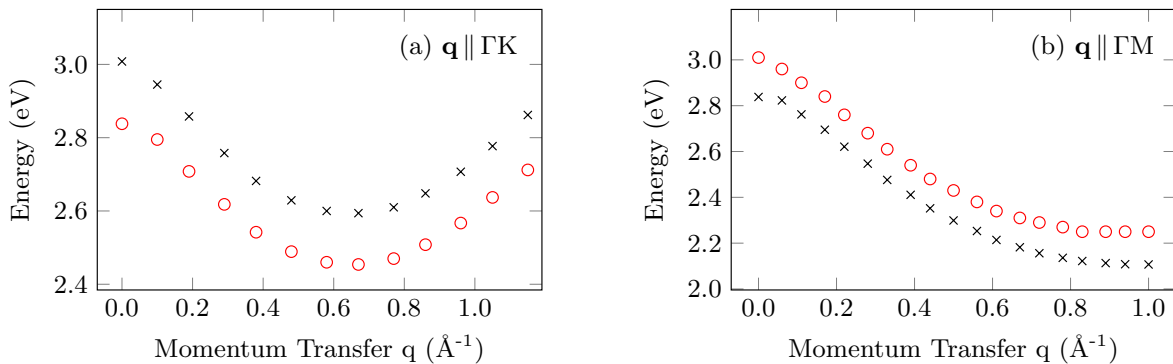 (a) q ∥ ΓK
3.0
2.8
2.6
2.4
Energy (eV)
0.0 0.2 0.4 0.6 0.8 1.0
Momentum Transfer q (Å⁻¹)
(b) q ∥ ΓM
3.0
2.8
2.6
2.4
2.2
2.0
Energy (eV)
0.0 0.2 0.4 0.6 0.8 1.0
Momentum Transfer q (Å⁻¹)